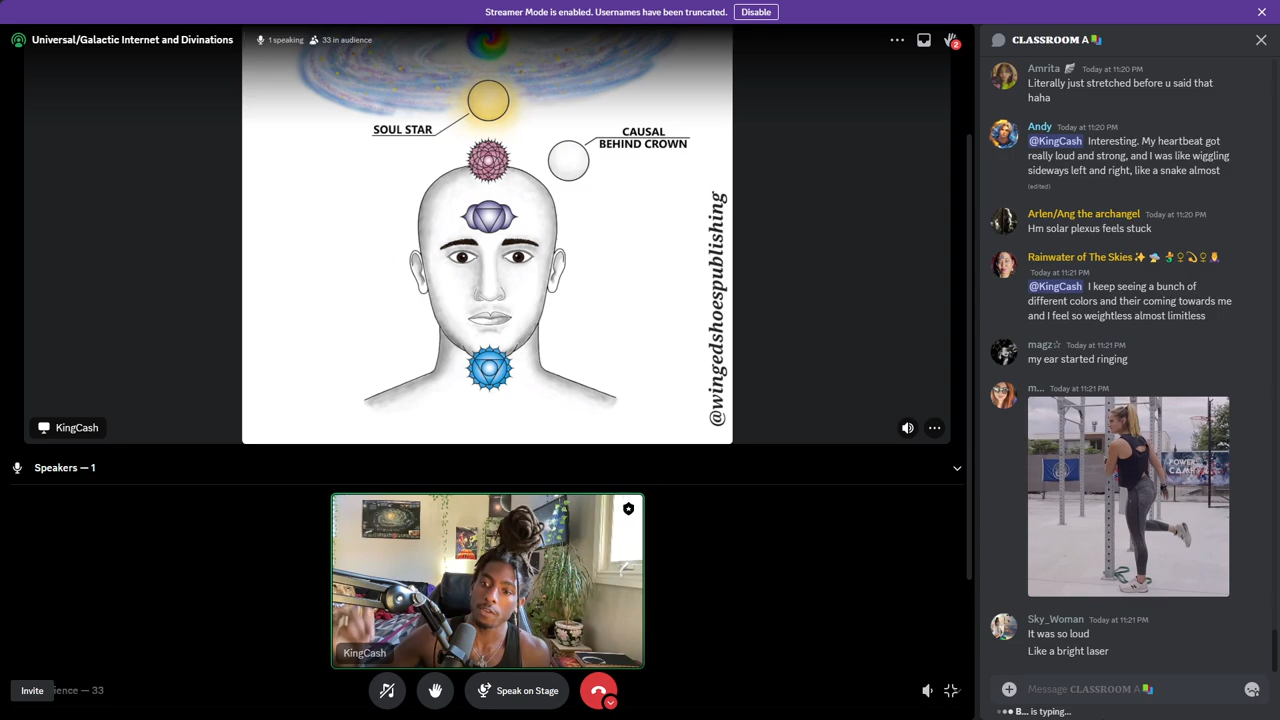 Streamer Mode is enabled. Usernames have been truncated.
Disable
Universal/Galactic Internet and Divinations
1 speaking
33 in audience
2
SOUL STAR
CAUSAL
BEHIND CROWN
@wingedshoespublishing
KingCash
Speakers — 1
KingCash
Invite
ience — 33
Speak on Stage
CLASSROOM A
Amrita Today at 11:20 PM
Literally just stretched before u said that
haha
Andy Today at 11:20 PM
@KingCash Interesting. My heartbeat got
really loud and strong, and I was like wiggling
sideways left and right, like a snake almost
(edited)
Arlen/Ang the archangel Today at 11:20 PM
Hm solar plexus feels stuck
Rainwater of The Skies
Today at 11:21 PM
@KingCash I keep seeing a bunch of
different colors and their coming towards me
and I feel so weightless almost limitless
magz☆ Today at 11:21 PM
my ear started ringing
m... Today at 11:21 PM
POWER
CAMP
Sky_Woman Today at 11:21 PM
It was so loud
Like a bright laser
Message CLASSROOM A
B... is typing...